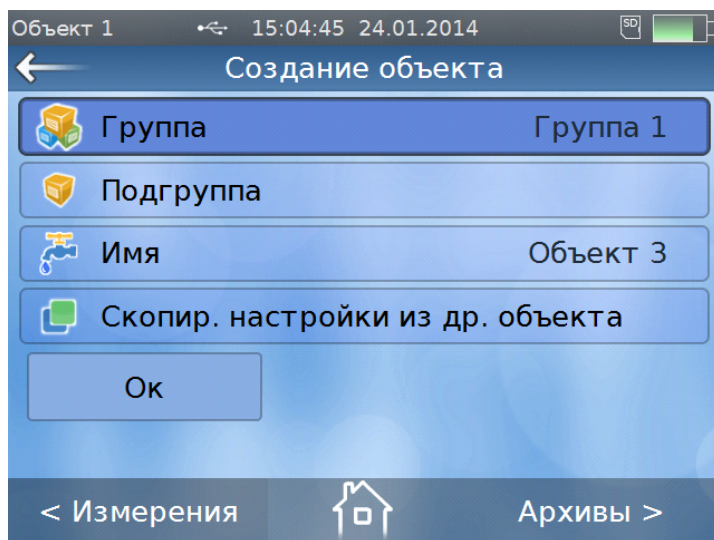 Объект 1 15:04:45 24.01.2014 SD
Создание объекта
Группа Группа 1
Подгруппа
Имя Объект 3
Скопир. настройки из др. объекта
Ок
< Измерения Архивы >